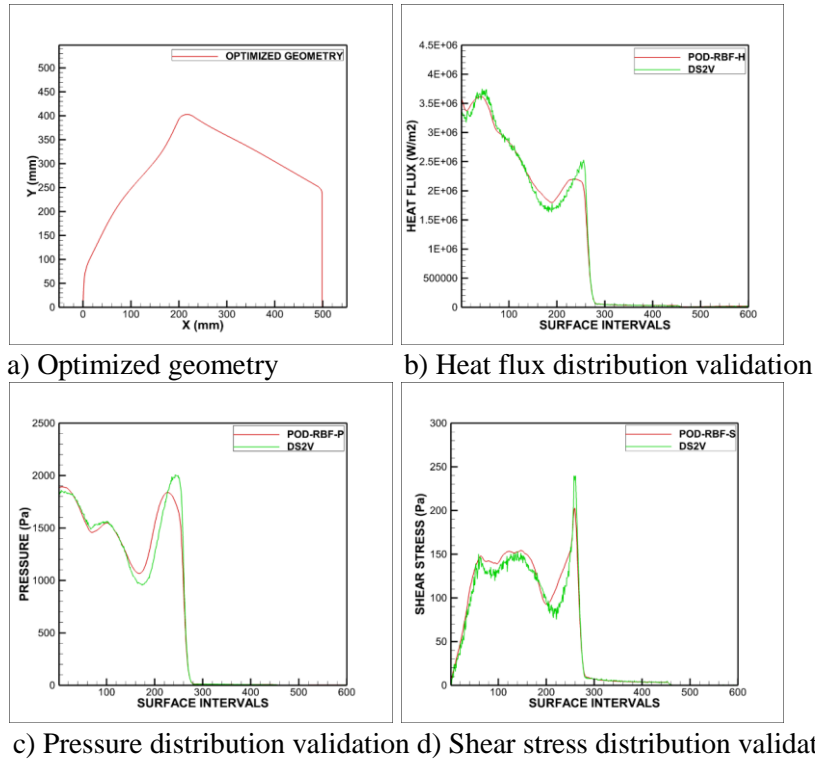 OPTIMIZED GEOMETRY
500
450
400
350
300
250
200
150
100
50
0
Y (mm)
0 100 200 300 400 500
X (mm)
POD-RBF-H
DS2V
4.5E+06
4E+06
3.5E+06
3E+06
2.5E+06
2E+06
1.5E+06
1E+06
500000
HEAT FLUX (W/m2)
100 200 300 400 500 600
SURFACE INTERVALS
a) Optimized geometry b) Heat flux distribution validation
POD-RBF-P
DS2V
2500
2000
1500
1000
500
0
PRESSURE (Pa)
100 200 300 400 500 600
SURFACE INTERVALS
POD-RBF-S
DS2V
300
250
200
150
100
50
0
SHEAR STRESS (Pa)
100 200 300 400 500 600
SURFACE INTERVALS
c) Pressure distribution validation d) Shear stress distribution validat